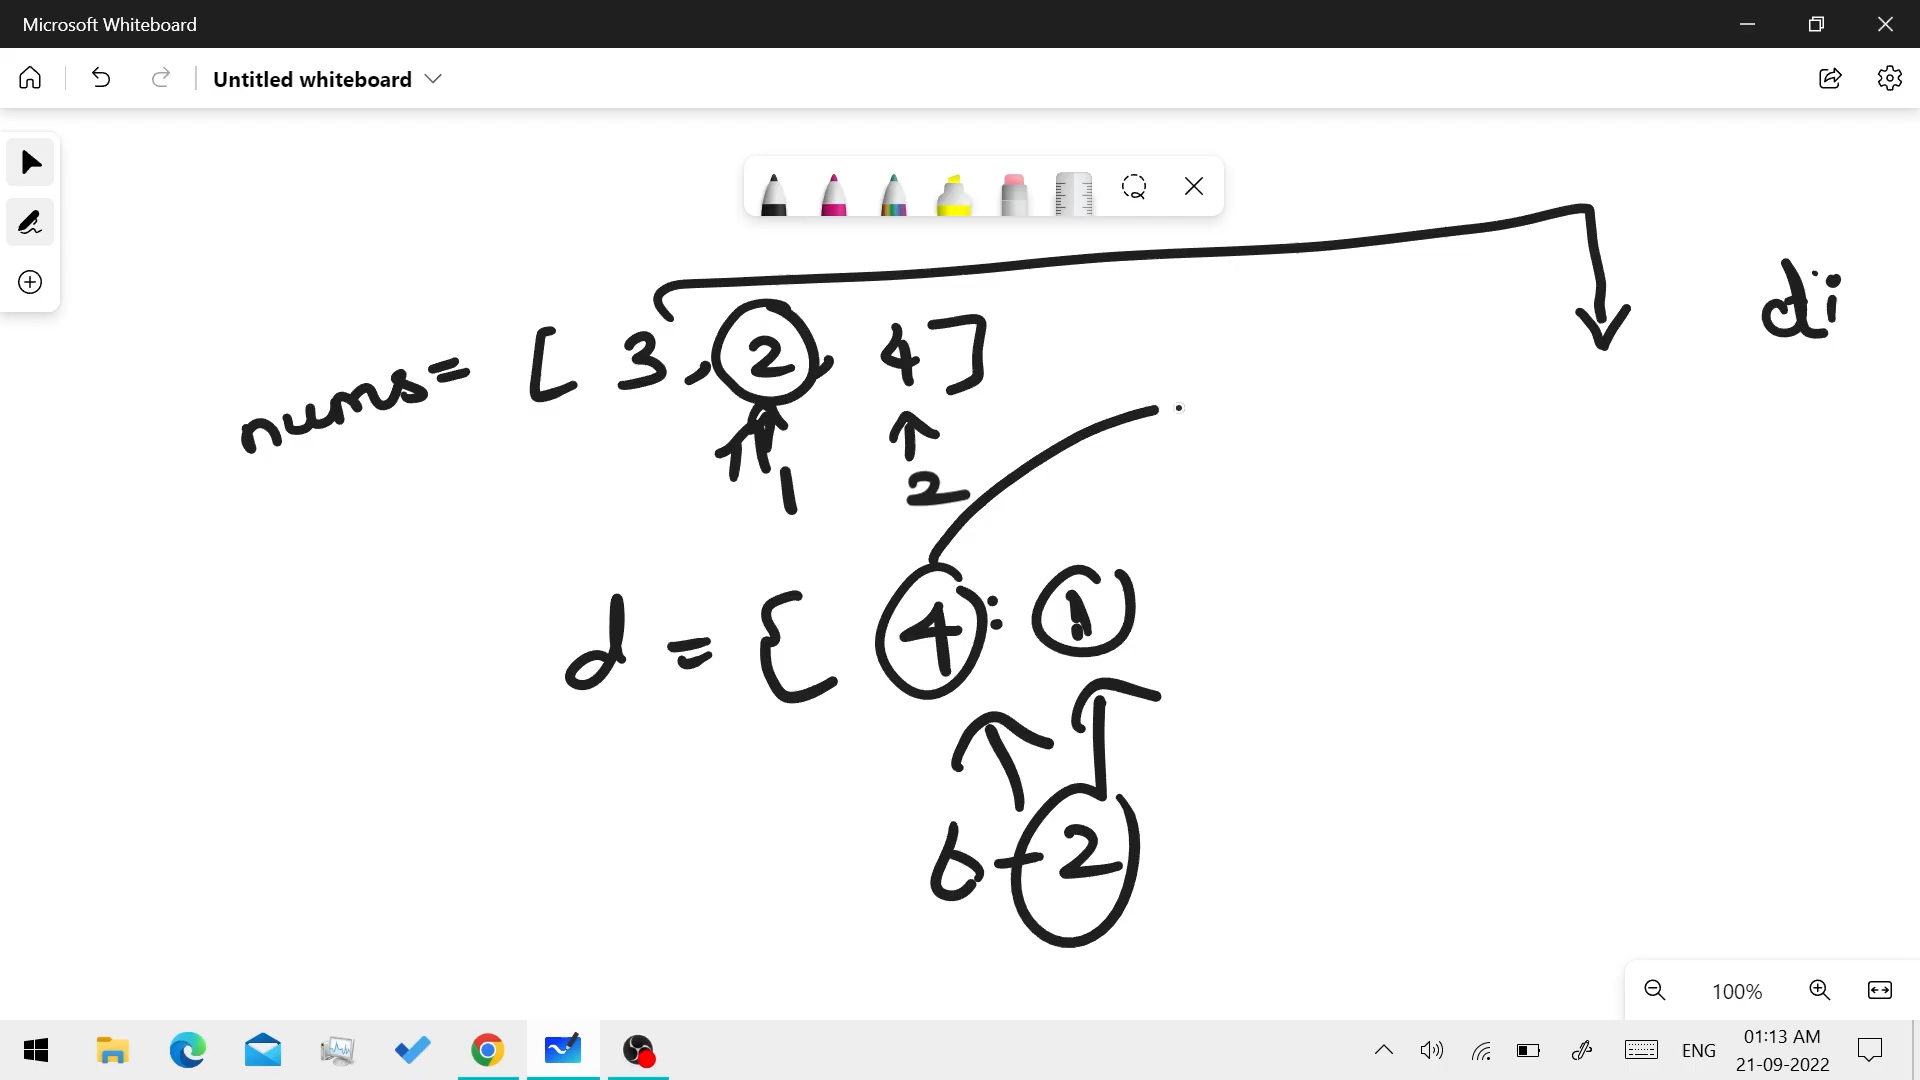 Microsoft Whiteboard
Untitled whiteboard
di
nums= [ 3, 2, 4]
1 2
d = { 4 : 1
6-2
100%
ENG
01:13 AM
21-09-2022